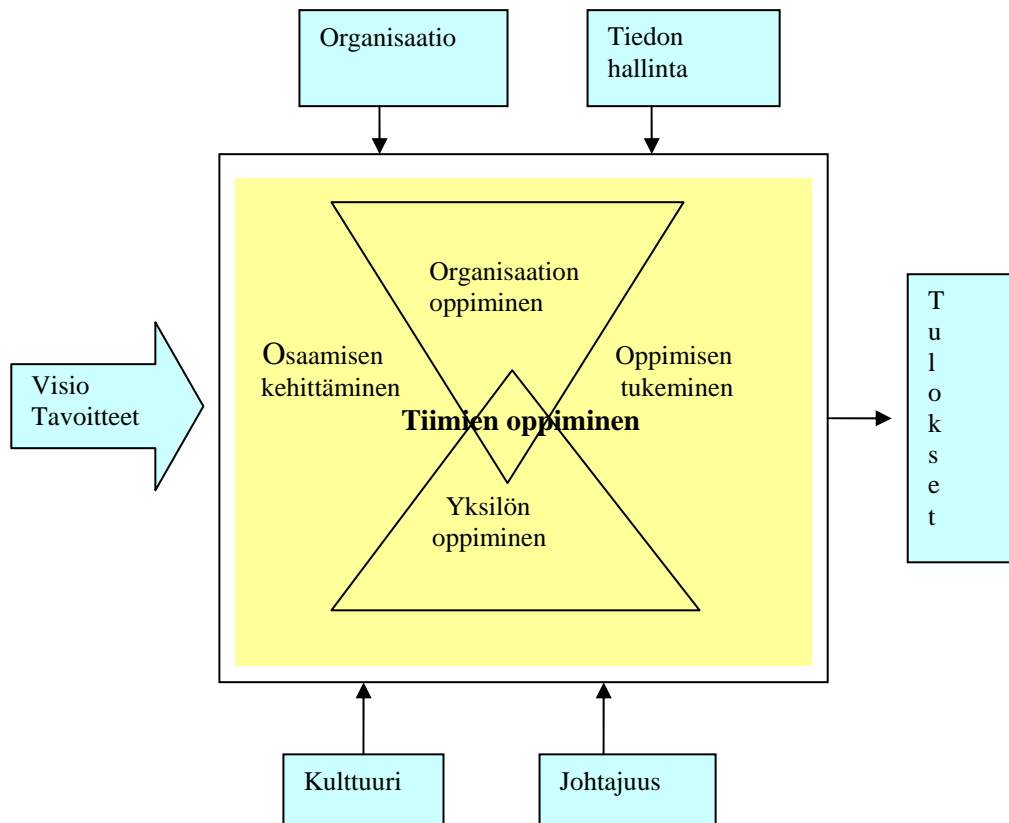 Organisaatio
Tiedon
hallinta
Organisaation
oppiminen
Osaamisen
kehittäminen
Oppimisen
tukeminen
Visio
Tavoitteet
Tiimien oppiminen
Yksilön
oppiminen
T
u
l
o
k
s
e
t
Kulttuuri
Johtajuus